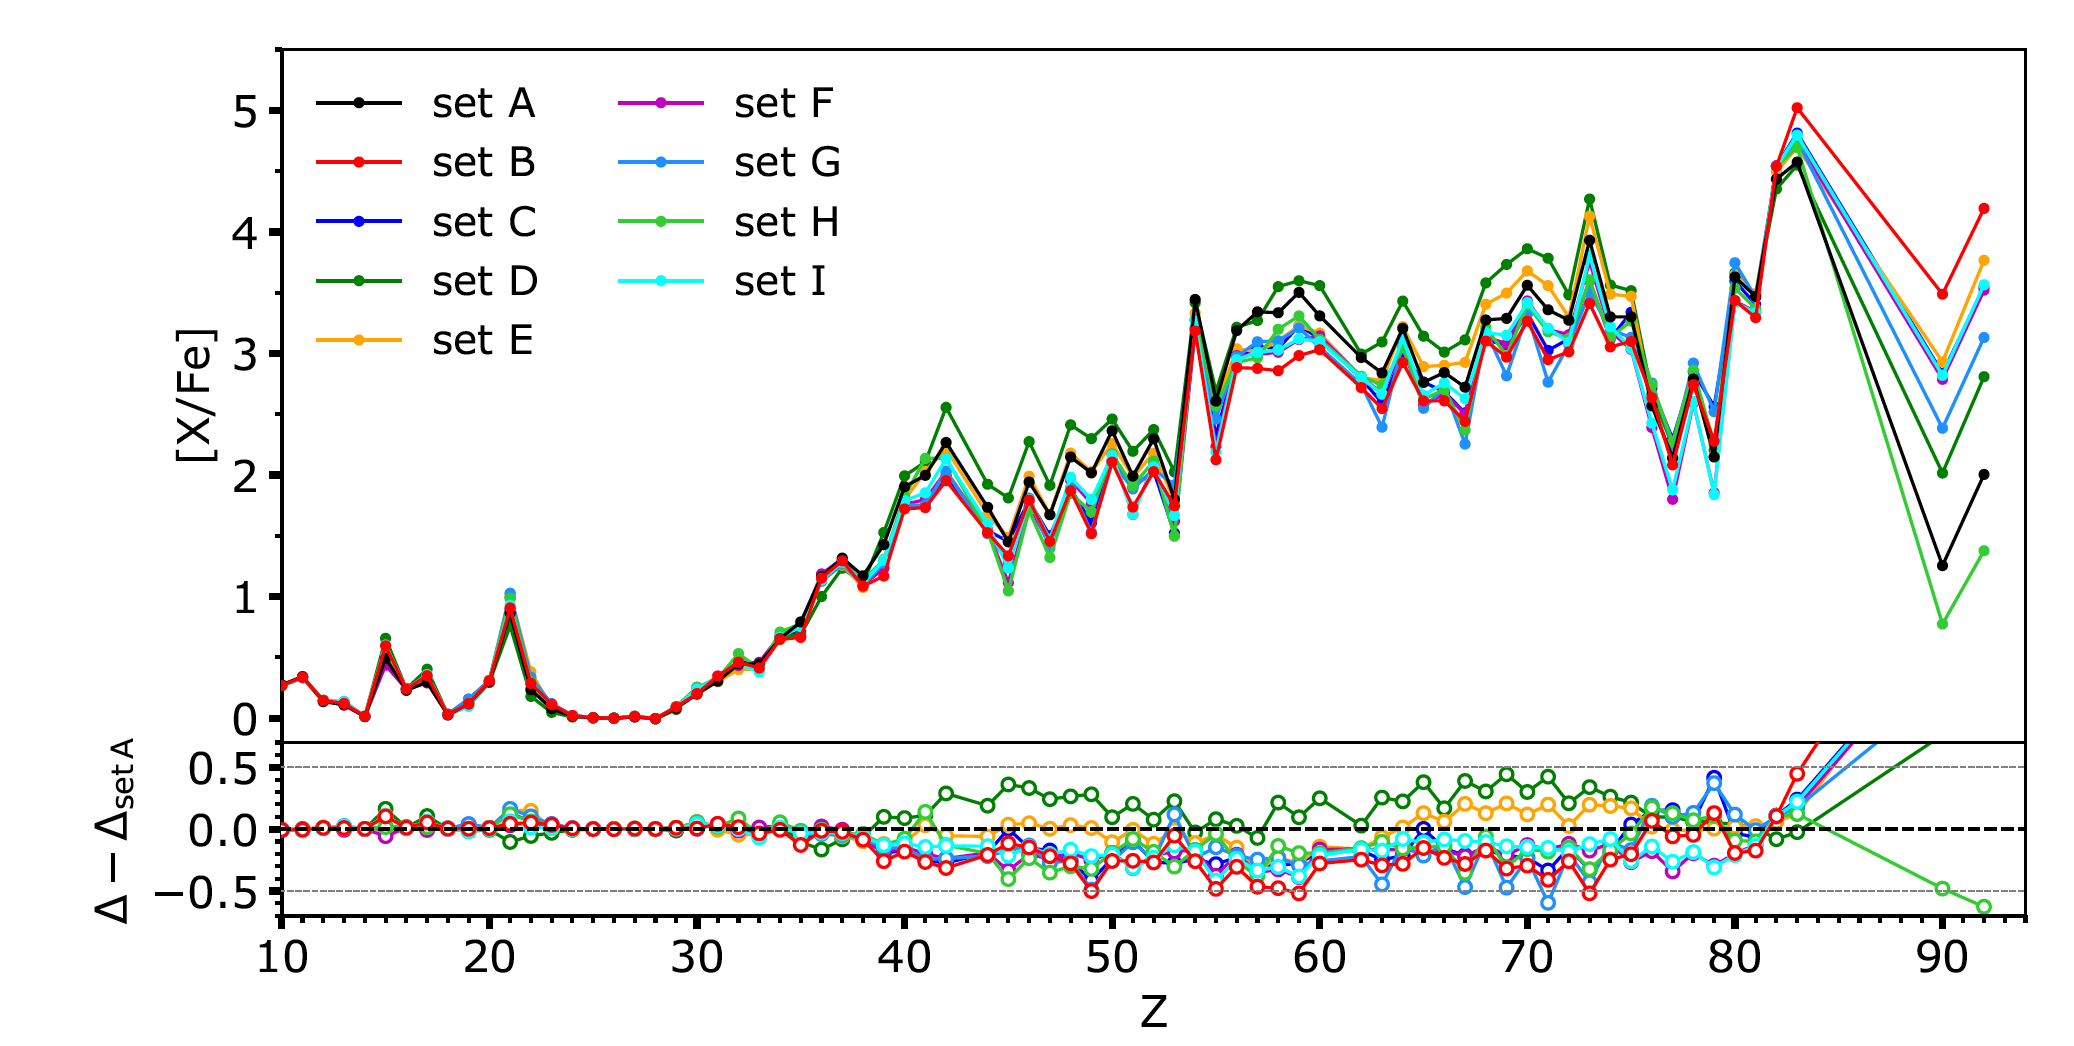 set A
set B
set C
set D
set E
set F
set G
set H
set I
[X/Fe]
5
4
3
2
1
0
Δ − Δset A
0.5
0.0
−0.5
10 20 30 40 50 60 70 80 90
Z